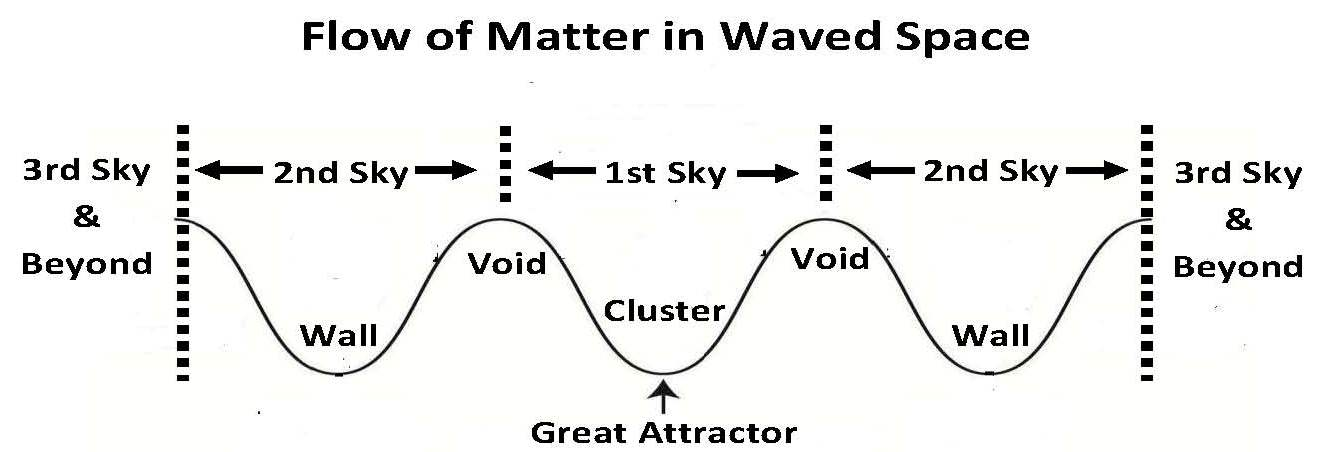 Flow of Matter in Waved Space
3rd Sky
&
Beyond
2nd Sky
1st Sky
2nd Sky
3rd Sky
&
Beyond
Void
Void
Wall
Cluster
Wall
Great Attractor